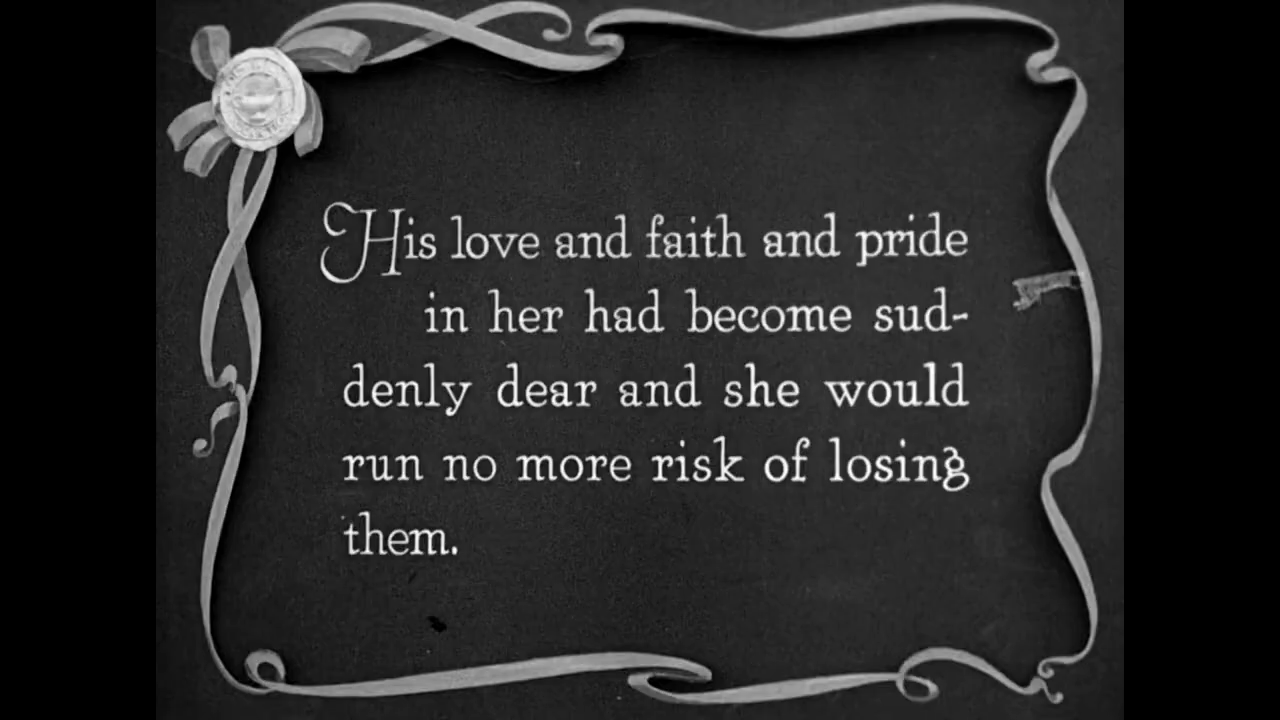 His love and faith and pride
in her had become sud-
denly dear and she would
run no more risk of losing
them.